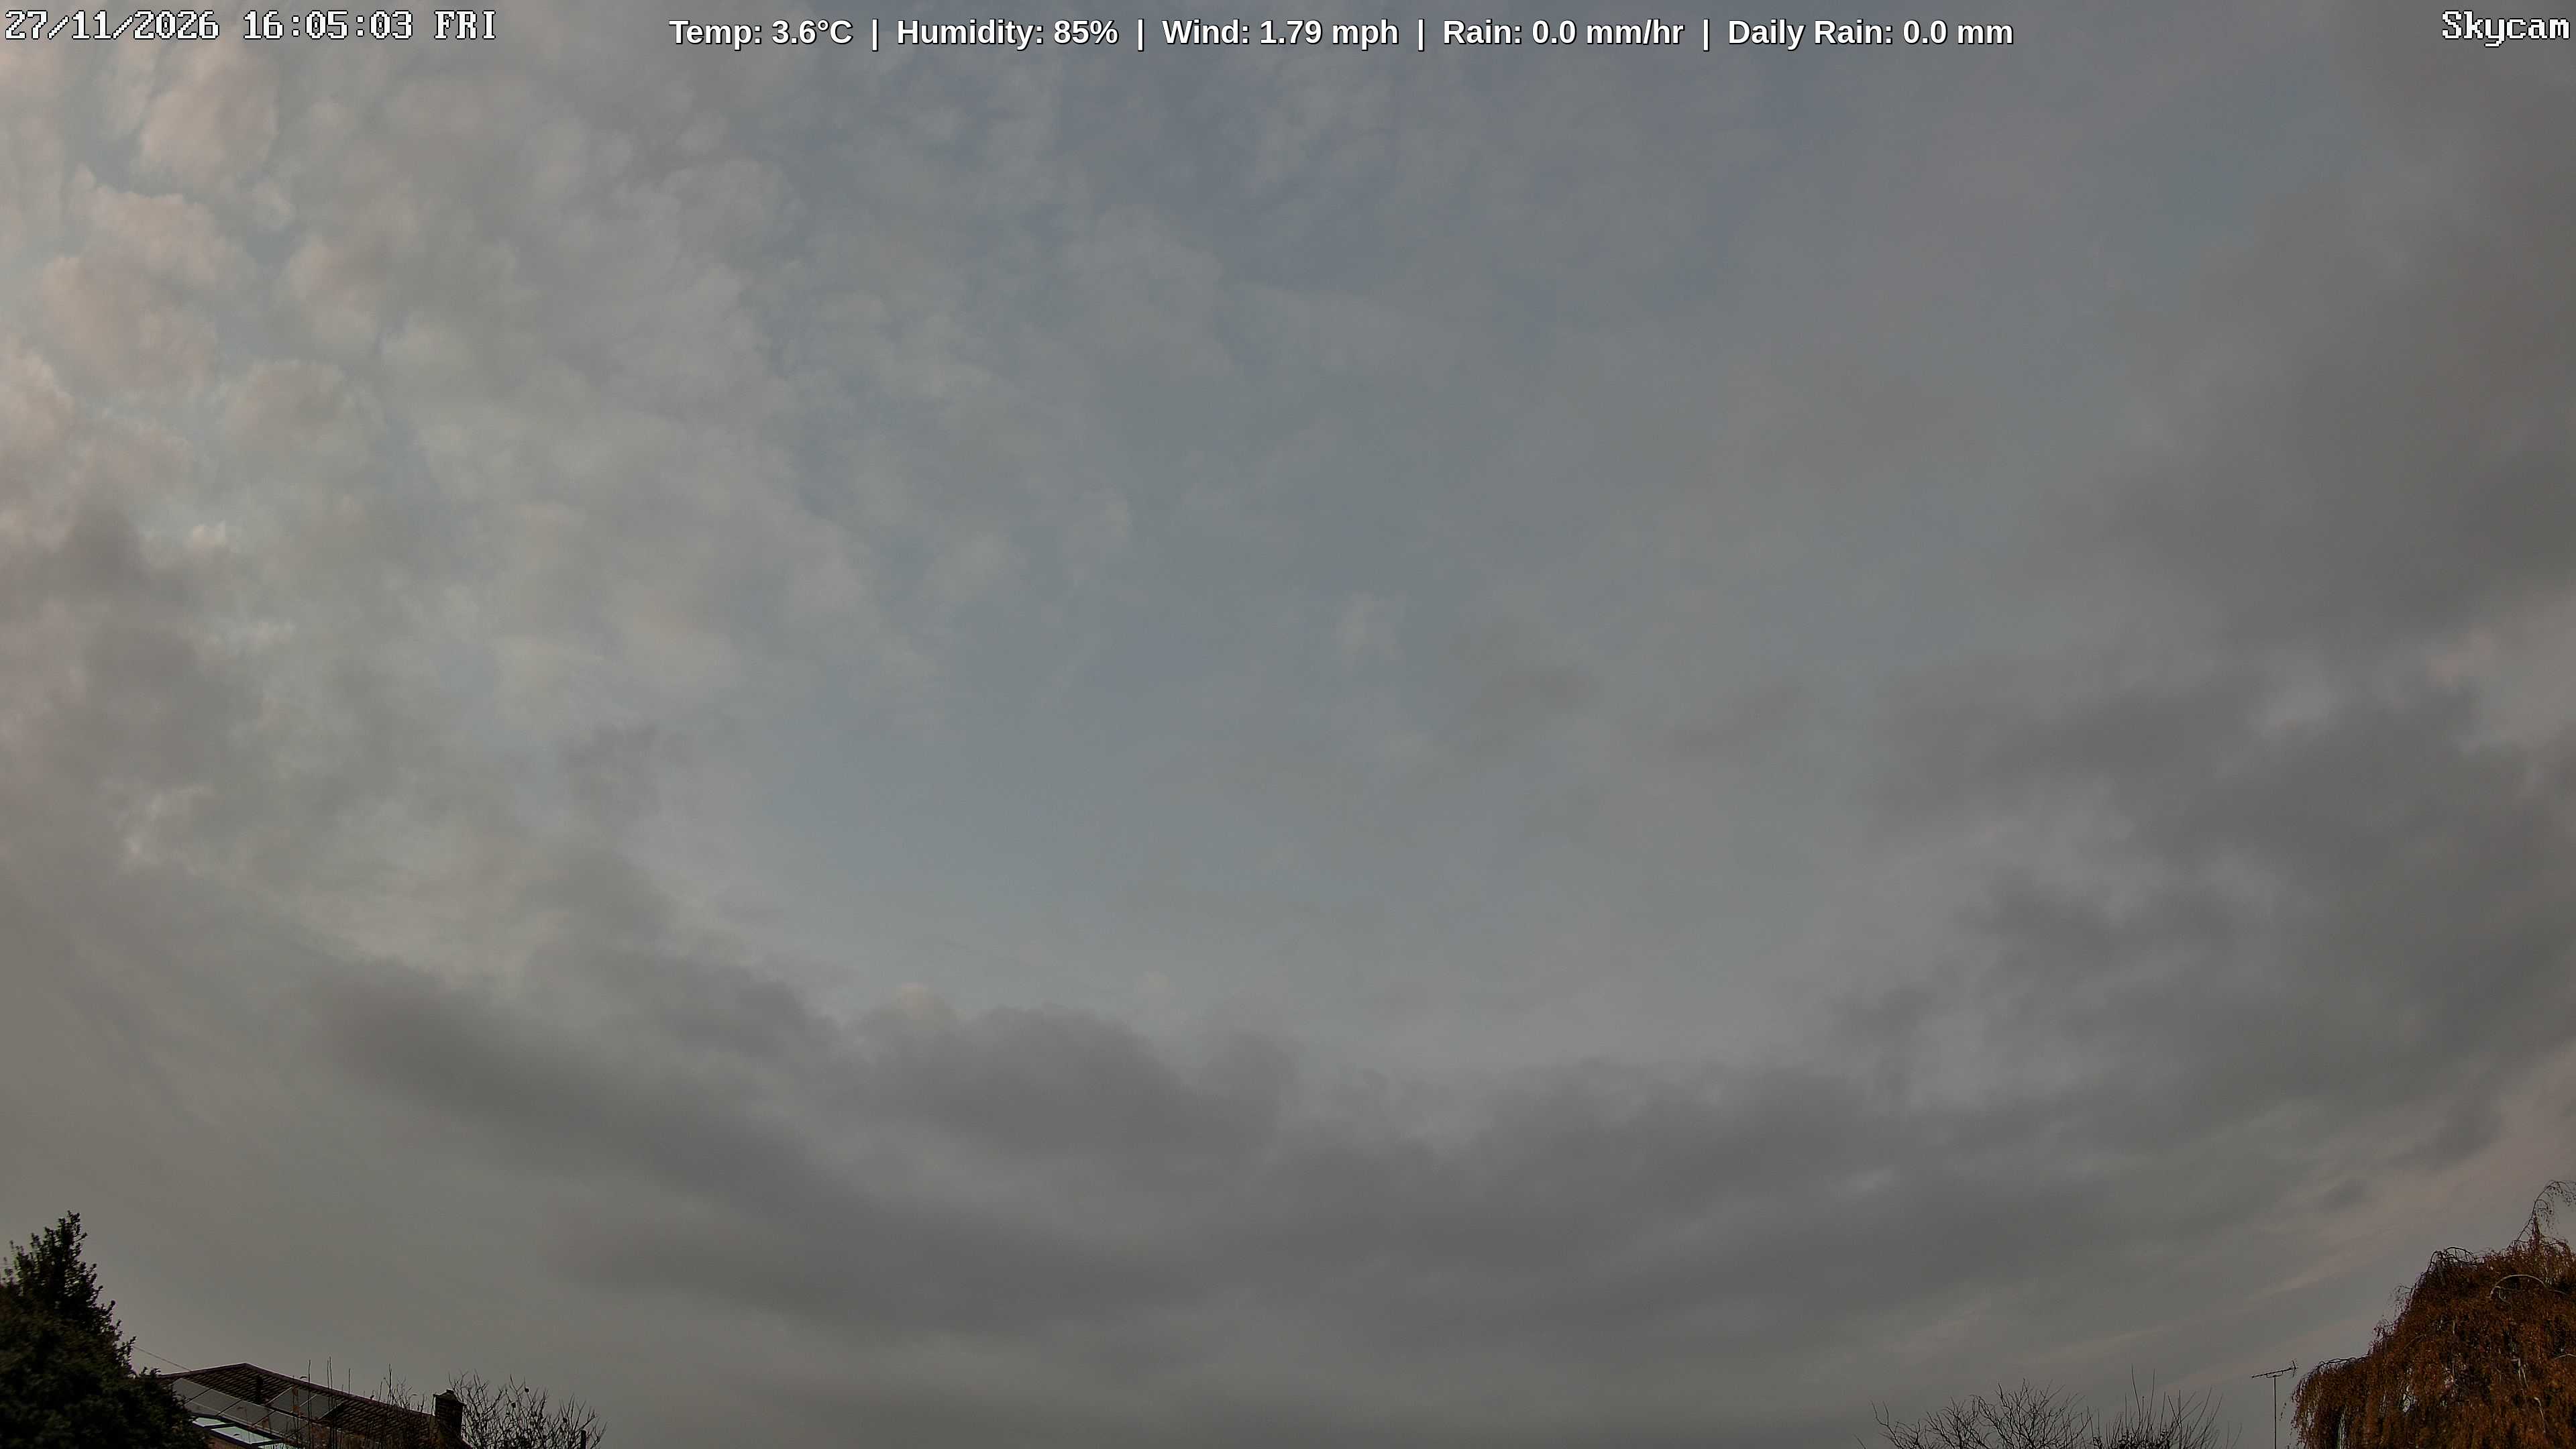 27/11/2026 16:05:03 FRI
Temp: 3.6°C | Humidity: 85% | Wind: 1.79 mph | Rain: 0.0 mm/hr | Daily Rain: 0.0 mm
Skycam